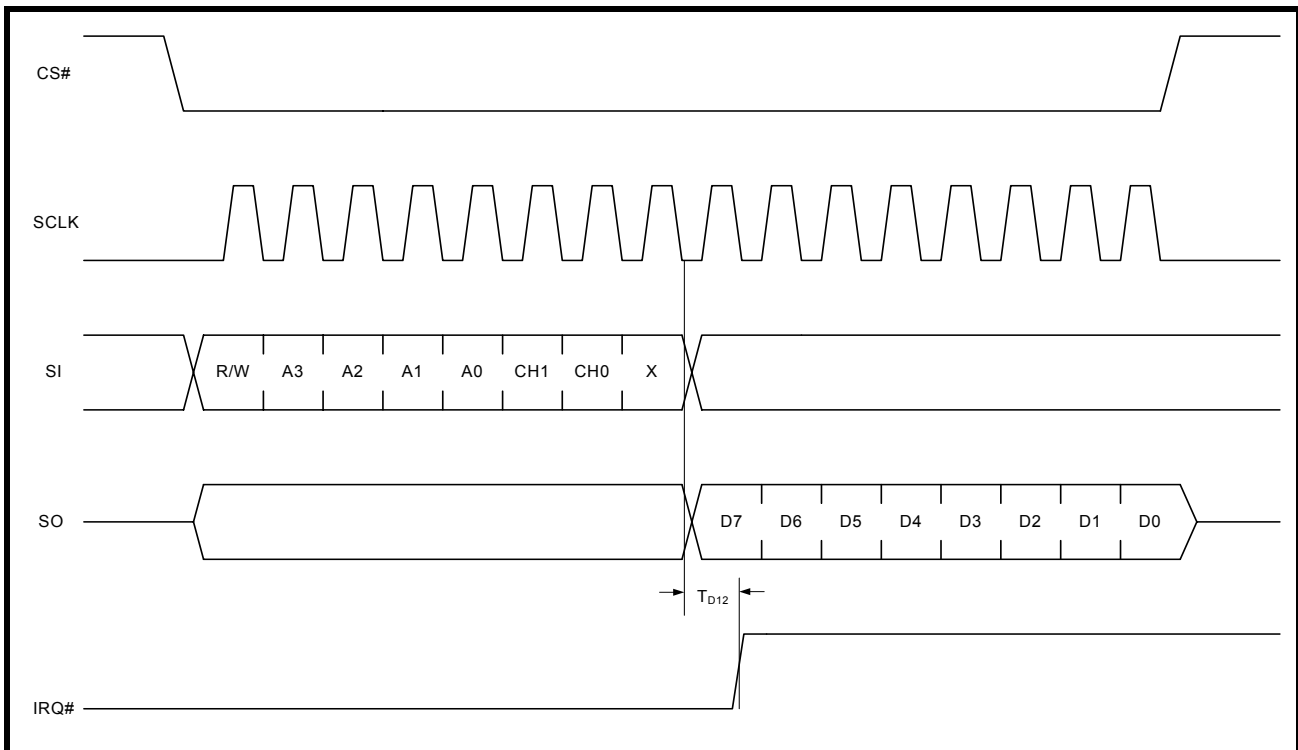 CS#
SCLK
SI
R/W A3 A2 A1 A0 CH1 CH0 X
SO
D7 D6 D5 D4 D3 D2 D1 D0
TD12
IRQ#